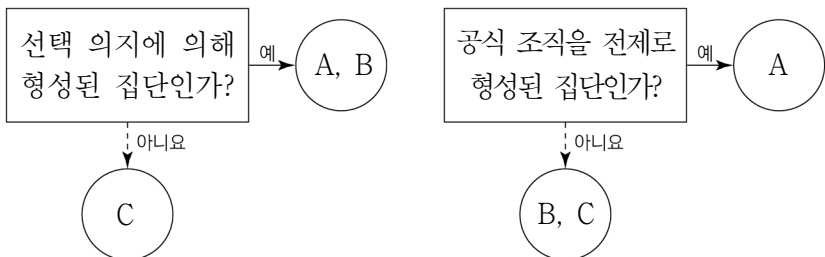 선택 의지에 의해
형성된 집단인가?
예
A, B
아니요
C
공식 조직을 전제로
형성된 집단인가?
예
A
아니요
B, C